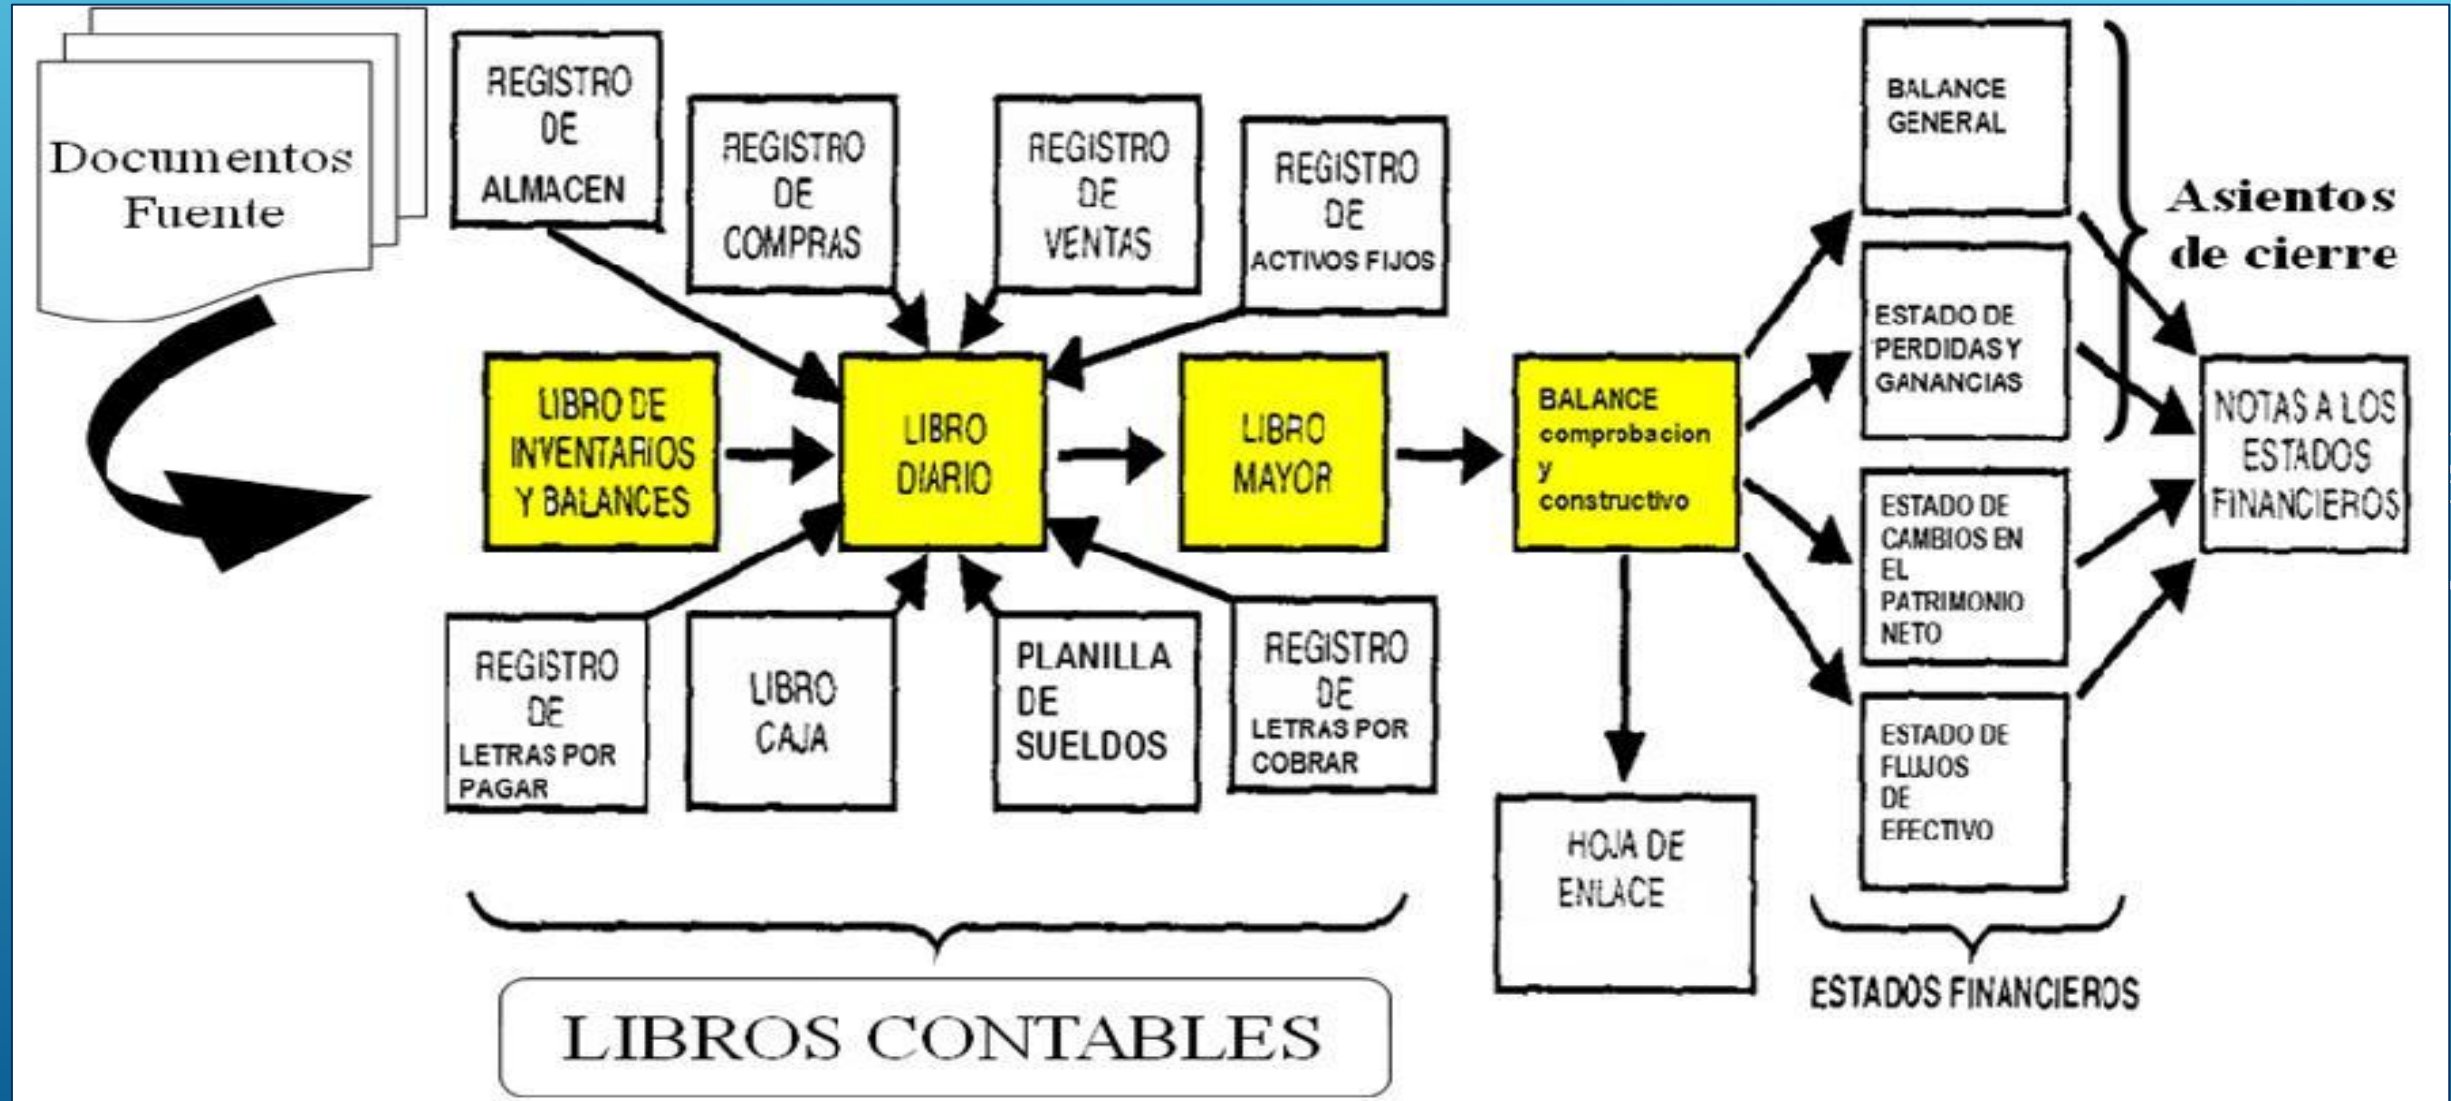 Documentos
Fuente
REGISTRO
DE
ALMACEN
REGISTRO
DE
COMPRAS
REGISTRO
DE
VENTAS
REGISTRO
DE
ACTIVOS FIJOS
LIBRO DE
INVENTARIOS
Y BALANCES
LIBRO
DIARIO
LIBRO
MAYOR
BALANCE
comprobacion
y
constructivo
REGISTRO
DE
LETRAS POR
PAGAR
LIBRO
CAJA
PLANILLA
DE
SUELDOS
REGISTRO
DE
LETRAS POR
COBRAR
HOJA DE
ENLACE
BALANCE
GENERAL
ESTADO DE
PERDIDAS Y
GANANCIAS
ESTADO DE
CAMBIOS EN
EL
PATRIMONIO
NETO
ESTADO DE
FLUJOS
DE
EFECTIVO
Asientos
de cierre
NOTAS A LOS
ESTADOS
FINANCIEROS
LIBROS CONTABLES
ESTADOS FINANCIEROS